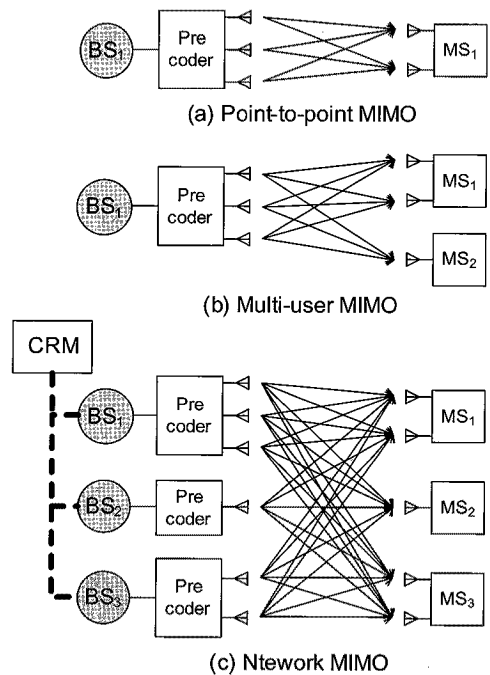 BS1
Pre
coder
MS1
(a) Point-to-point MIMO
BS1
Pre
coder
MS1
MS2
(b) Multi-user MIMO
CRM
BS1
Pre
coder
MS1
BS2
Pre
coder
MS2
BS3
Pre
coder
MS3
(c) Ntework MIMO